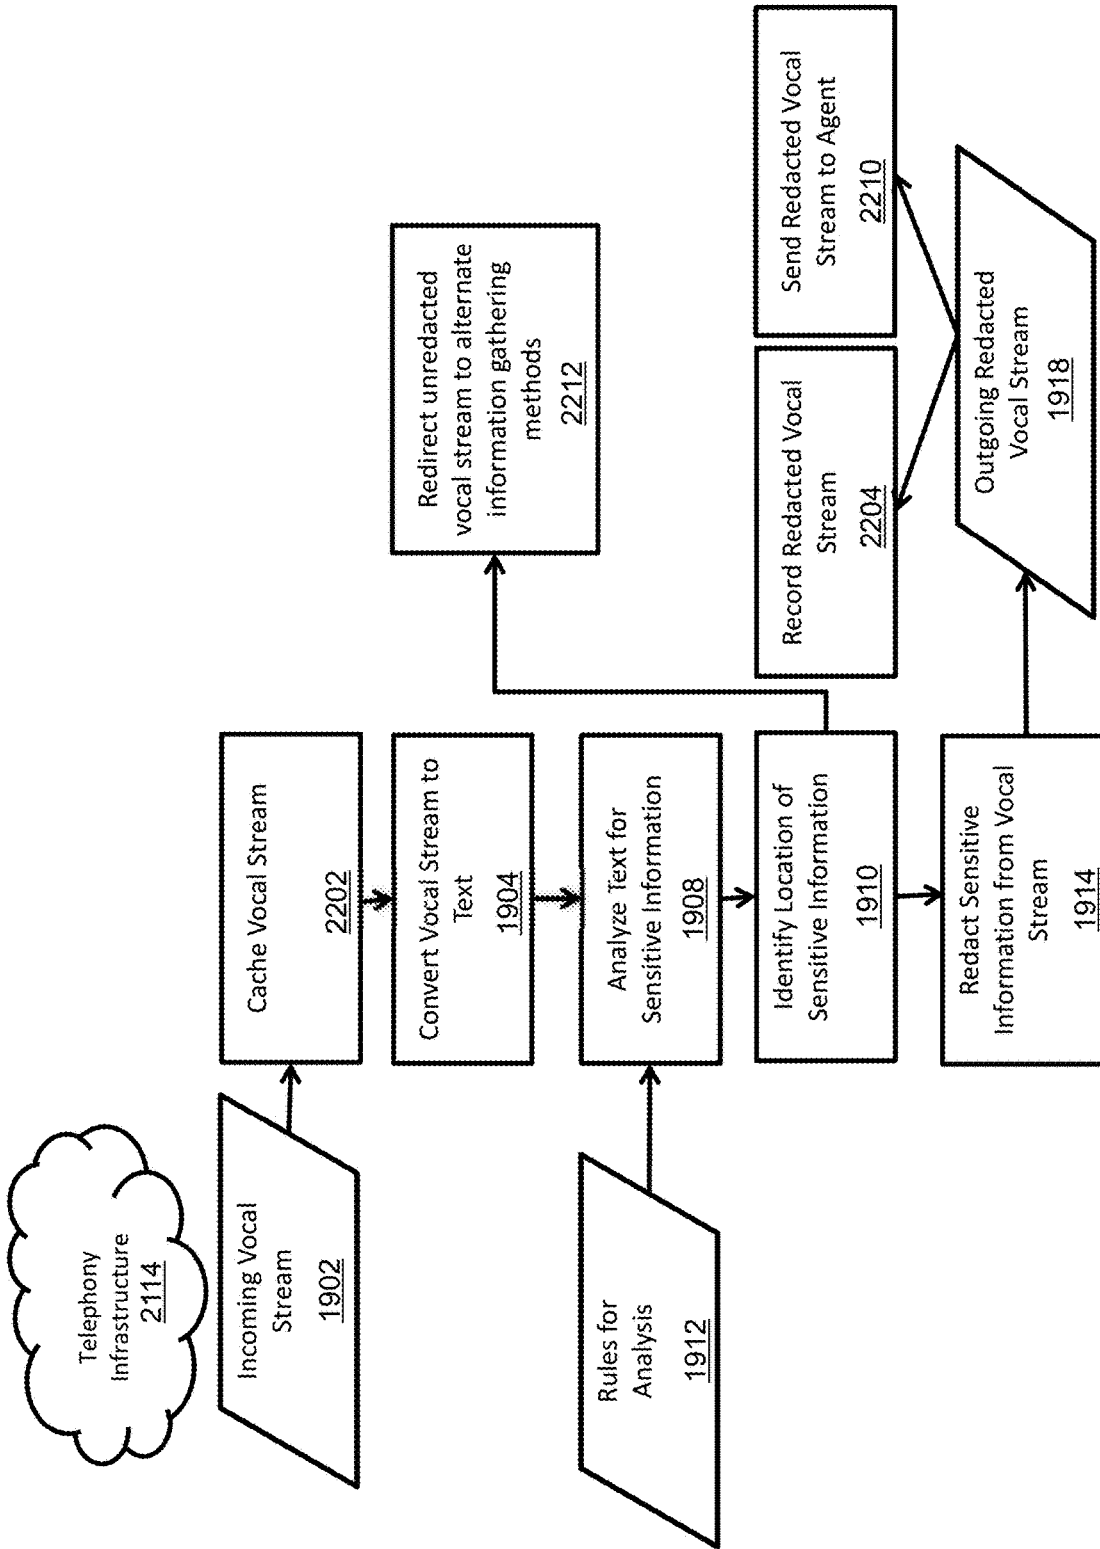 Telephony
Infrastructure
2114
Incoming Vocal
Stream
1902
Cache Vocal Stream
2202
Convert Vocal Stream to
Text
1904
Rules for
Analysis
1912
Analyze Text for
Sensitive Information
1908
Identify Location of
Sensitive Information
1910
Redact Sensitive
Information from Vocal
Stream
1914
Redirect unredacted
vocal stream to alternate
information gathering
methods
2212
Record Redacted Vocal
Stream
2204
Send Redacted Vocal
Stream to Agent
2210
Outgoing Redacted
Vocal Stream
1918